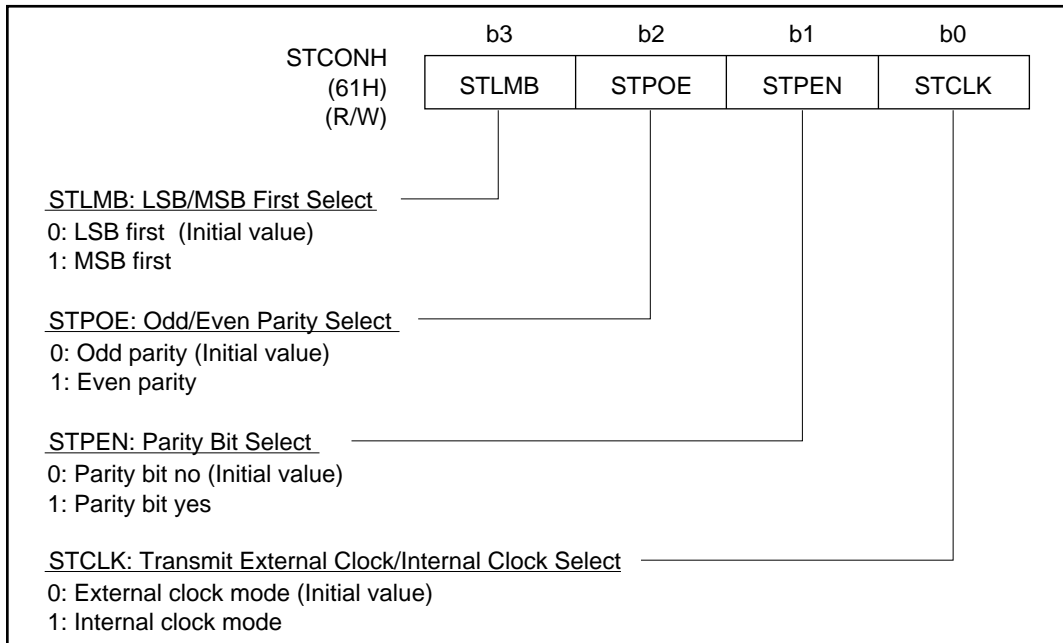 b3 b2 b1 b0
STCONH
(61H)
(R/W)
STLMB STPOE STPEN STCLK
STLMB: LSB/MSB First Select
0: LSB first (Initial value)
1: MSB first
STPOE: Odd/Even Parity Select
0: Odd parity (Initial value)
1: Even parity
STPEN: Parity Bit Select
0: Parity bit no (Initial value)
1: Parity bit yes
STCLK: Transmit External Clock/Internal Clock Select
0: External clock mode (Initial value)
1: Internal clock mode